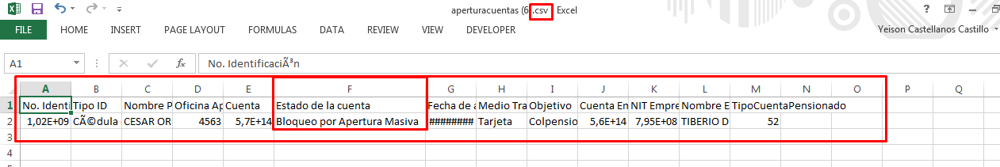 aperturacuentas (6).csv - Excel
FILE HOME INSERT PAGE LAYOUT FORMULAS DATA REVIEW VIEW DEVELOPER Yeison Castellanos Castillo
A1 fx No. IdentificaciÃ³n
A B C D E F G H I J K L M N O P Q
1 No. Identi Tipo ID Nombre P Oficina Ap Cuenta Estado de la cuenta Fecha de a Medio Tra Objetivo Cuenta En NIT Empre Nombre E TipoCuentaPensionado
2 1,02E+09 CÃ©dula CESAR OR 4563 5,7E+14 Bloqueo por Apertura Masiva ######## Tarjeta Colpensio 5,6E+14 7,95E+08 TIBERIO D 52
3
4
5